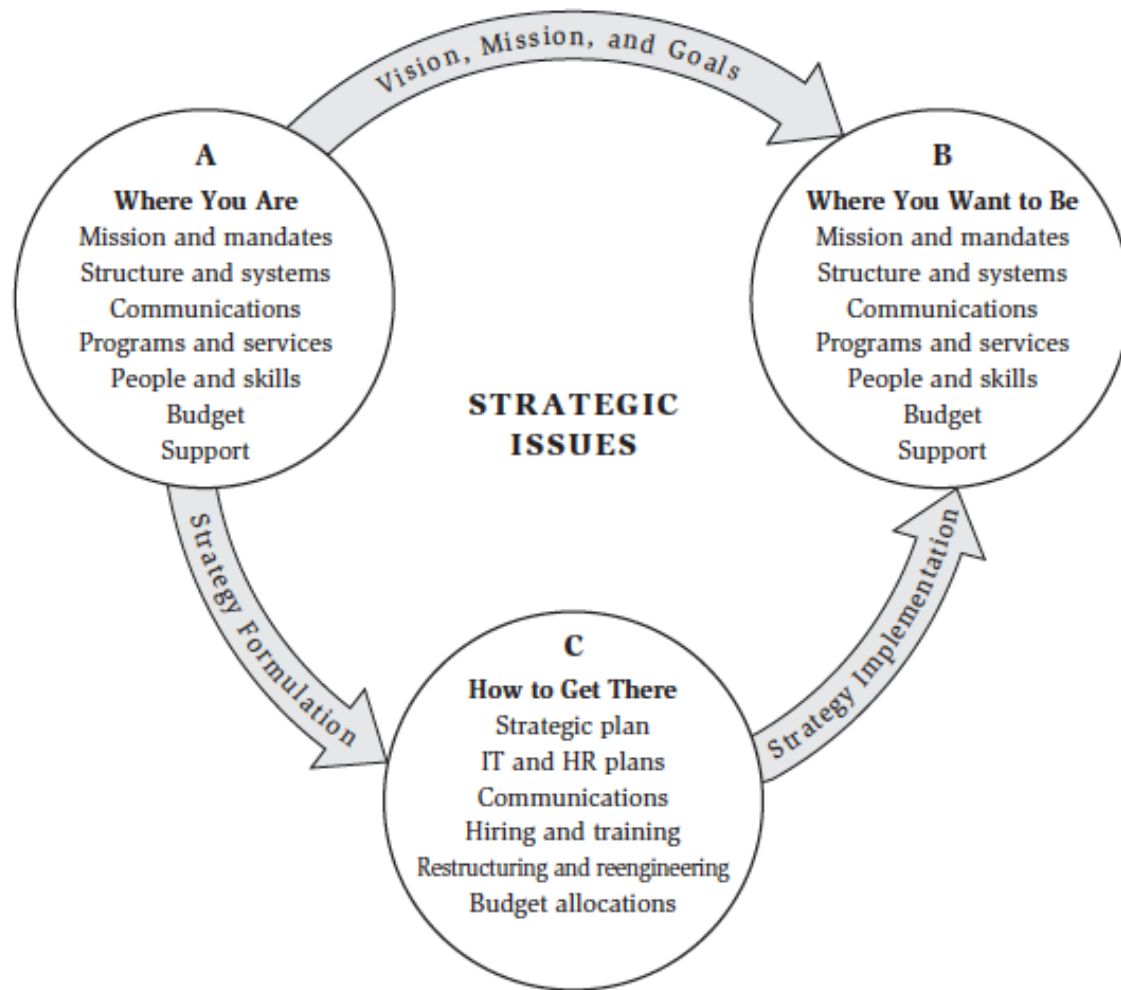 Vision, Mission, and Goals
A
Where You Are
Mission and mandates
Structure and systems
Communications
Programs and services
People and skills
Budget
Support
B
Where You Want to Be
Mission and mandates
Structure and systems
Communications
Programs and services
People and skills
Budget
Support
STRATEGIC
ISSUES
Strategy Formulation
C
How to Get There
Strategic plan
IT and HR plans
Communications
Hiring and training
Restructuring and reengineering
Budget allocations
Strategy Implementation